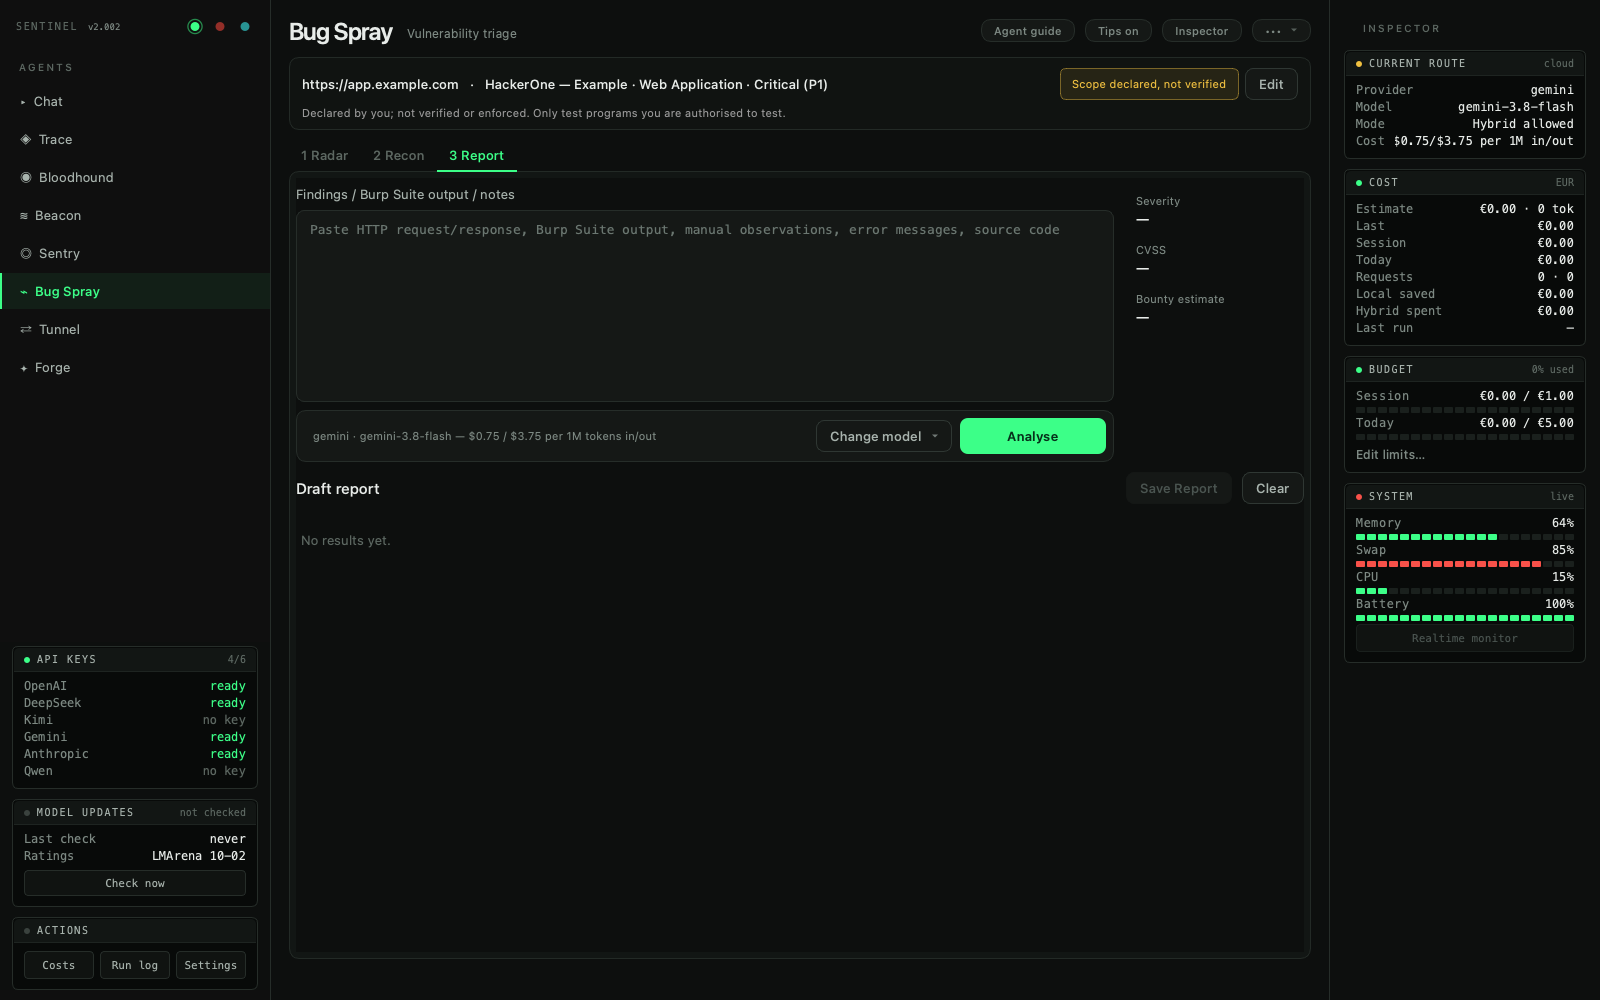 SENTINEL v2.002
AGENTS
Chat
Trace
Bloodhound
Beacon
Sentry
Bug Spray
Tunnel
Forge
API KEYS 4/6
OpenAI ready
DeepSeek ready
Kimi no key
Gemini ready
Anthropic ready
Qwen no key
MODEL UPDATES not checked
Last check never
Ratings LMArena 10-02
Check now
ACTIONS
Costs Run log Settings
Bug Spray Vulnerability triage
Agent guide Tips on Inspector ...
https://app.example.com · HackerOne — Example · Web Application · Critical (P1)
Scope declared, not verified Edit
Declared by you; not verified or enforced. Only test programs you are authorised to test.
1 Radar 2 Recon 3 Report
Findings / Burp Suite output / notes
Paste HTTP request/response, Burp Suite output, manual observations, error messages, source code
Severity
—
CVSS
—
Bounty estimate
—
gemini · gemini-3.8-flash — $0.75 / $3.75 per 1M tokens in/out
Change model Analyse
Draft report Save Report Clear
No results yet.
INSPECTOR
CURRENT ROUTE cloud
Provider gemini
Model gemini-3.8-flash
Mode Hybrid allowed
Cost $0.75/$3.75 per 1M in/out
COST EUR
Estimate €0.00 · 0 tok
Last €0.00
Session €0.00
Today €0.00
Requests 0 · 0
Local saved €0.00
Hybrid spent €0.00
Last run —
BUDGET 0% used
Session €0.00 / €1.00
Today €0.00 / €5.00
Edit limits…
SYSTEM live
Memory 64%
Swap 85%
CPU 15%
Battery 100%
Realtime monitor